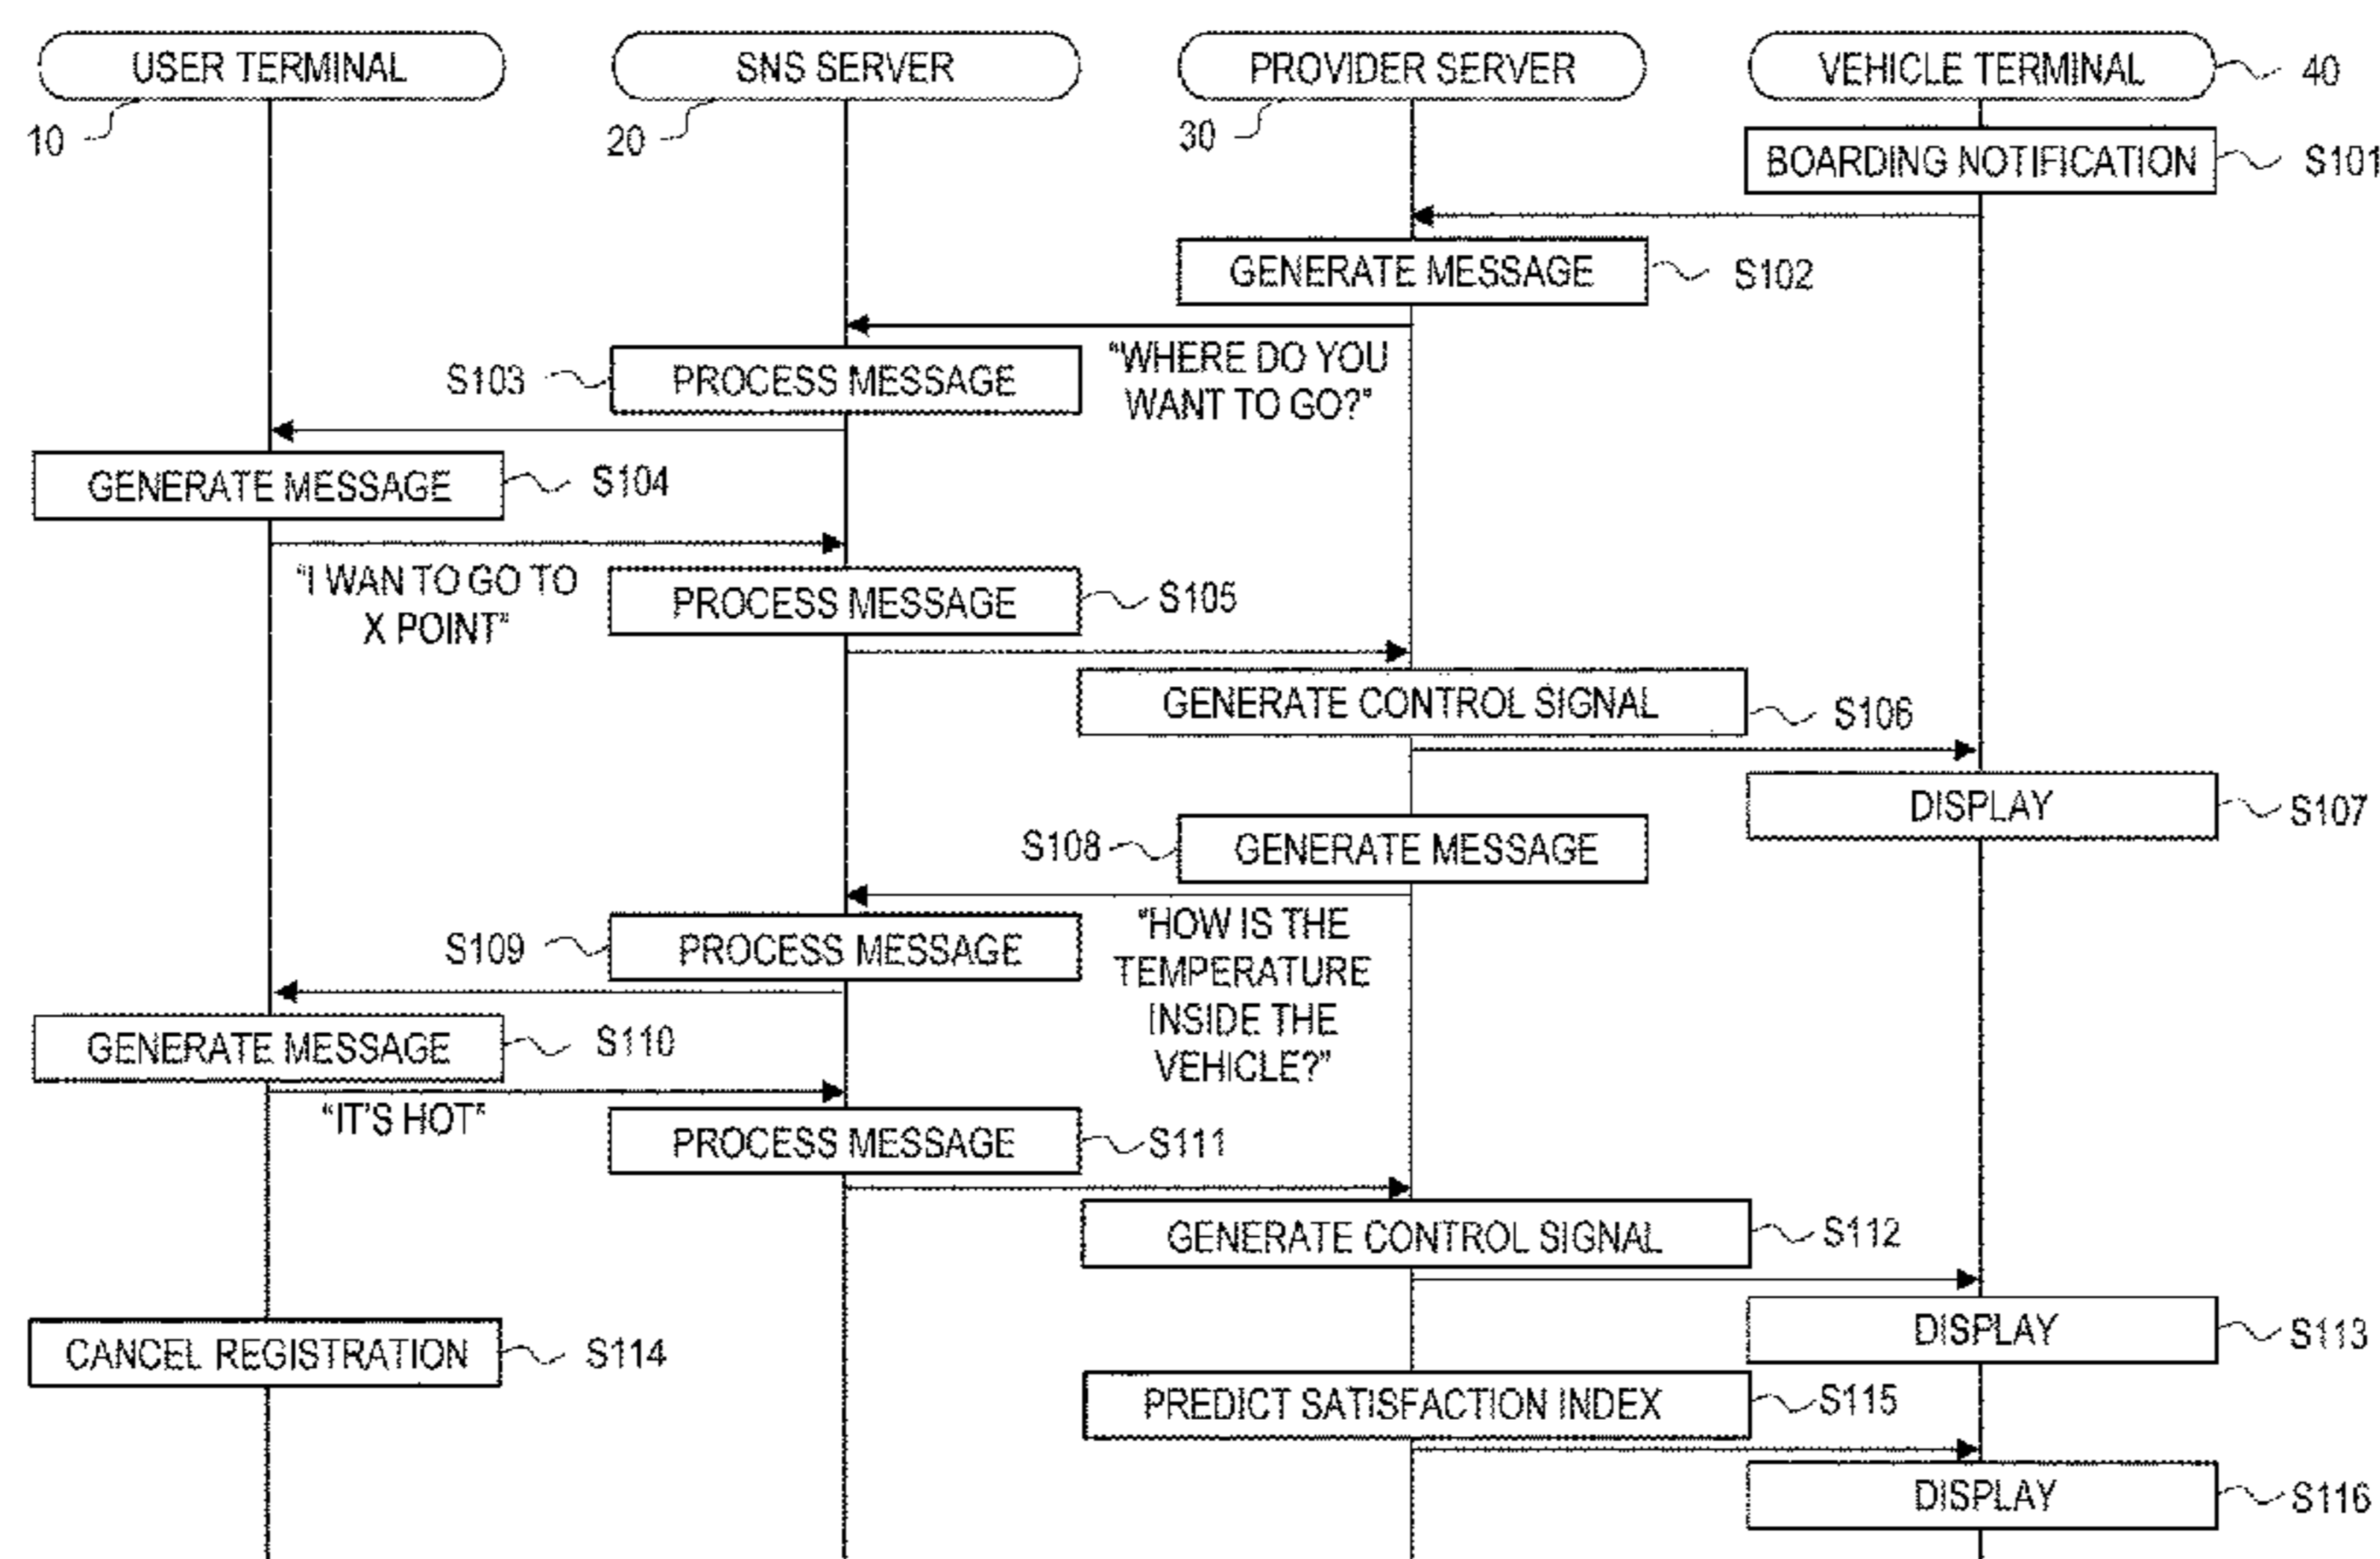 USER TERMINAL
SNS SERVER
PROVIDER SERVER
VEHICLE TERMINAL
40
10
20
30
BOARDING NOTIFICATION
S101
GENERATE MESSAGE
S102
"WHERE DO YOU
WANT TO GO?"
S103
PROCESS MESSAGE
GENERATE MESSAGE
S104
"I WAN TO GO TO
X POINT"
PROCESS MESSAGE
S105
GENERATE CONTROL SIGNAL
S106
DISPLAY
S107
S108
GENERATE MESSAGE
"HOW IS THE
TEMPERATURE
INSIDE THE
VEHICLE?"
S109
PROCESS MESSAGE
GENERATE MESSAGE
S110
"IT'S HOT"
PROCESS MESSAGE
S111
GENERATE CONTROL SIGNAL
S112
DISPLAY
S113
CANCEL REGISTRATION
S114
PREDICT SATISFACTION INDEX
S115
DISPLAY
S116